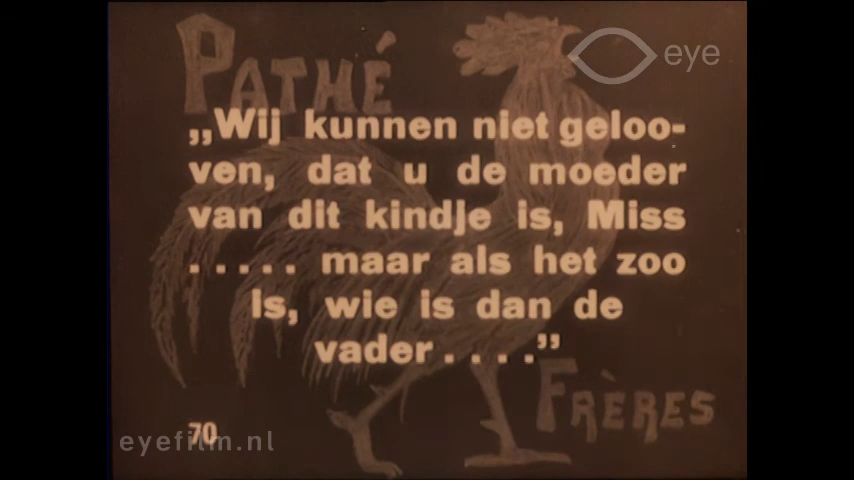 PATHÉ
eye
„Wij kunnen niet geloo-
ven, dat u de moeder
van dit kindje is, Miss
..... maar als het zoo
is, wie is dan de
vader....”
FRÈRES
70
eyefilm.nl